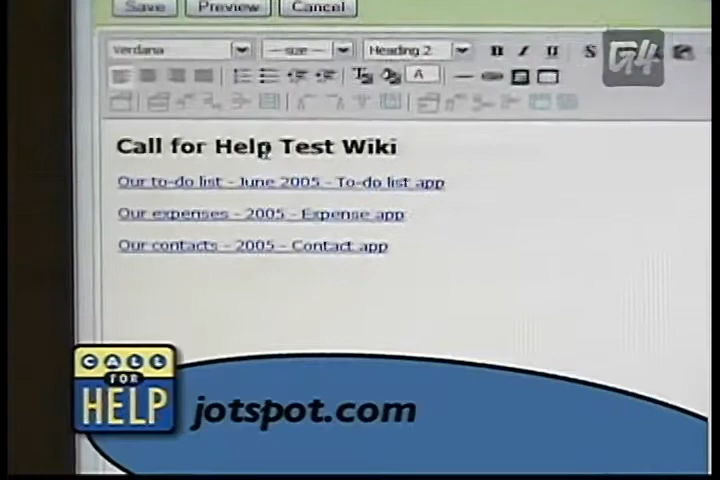 Save Preview Cancel
Verdana — size — Heading 2 B I U S
G4
A
Call for Help Test Wiki
Our to-do list - June 2005 - To-do list app
Our expenses - 2005 - Expense app
Our contacts - 2005 - Contact app
CALL
FOR
HELP
jotspot.com